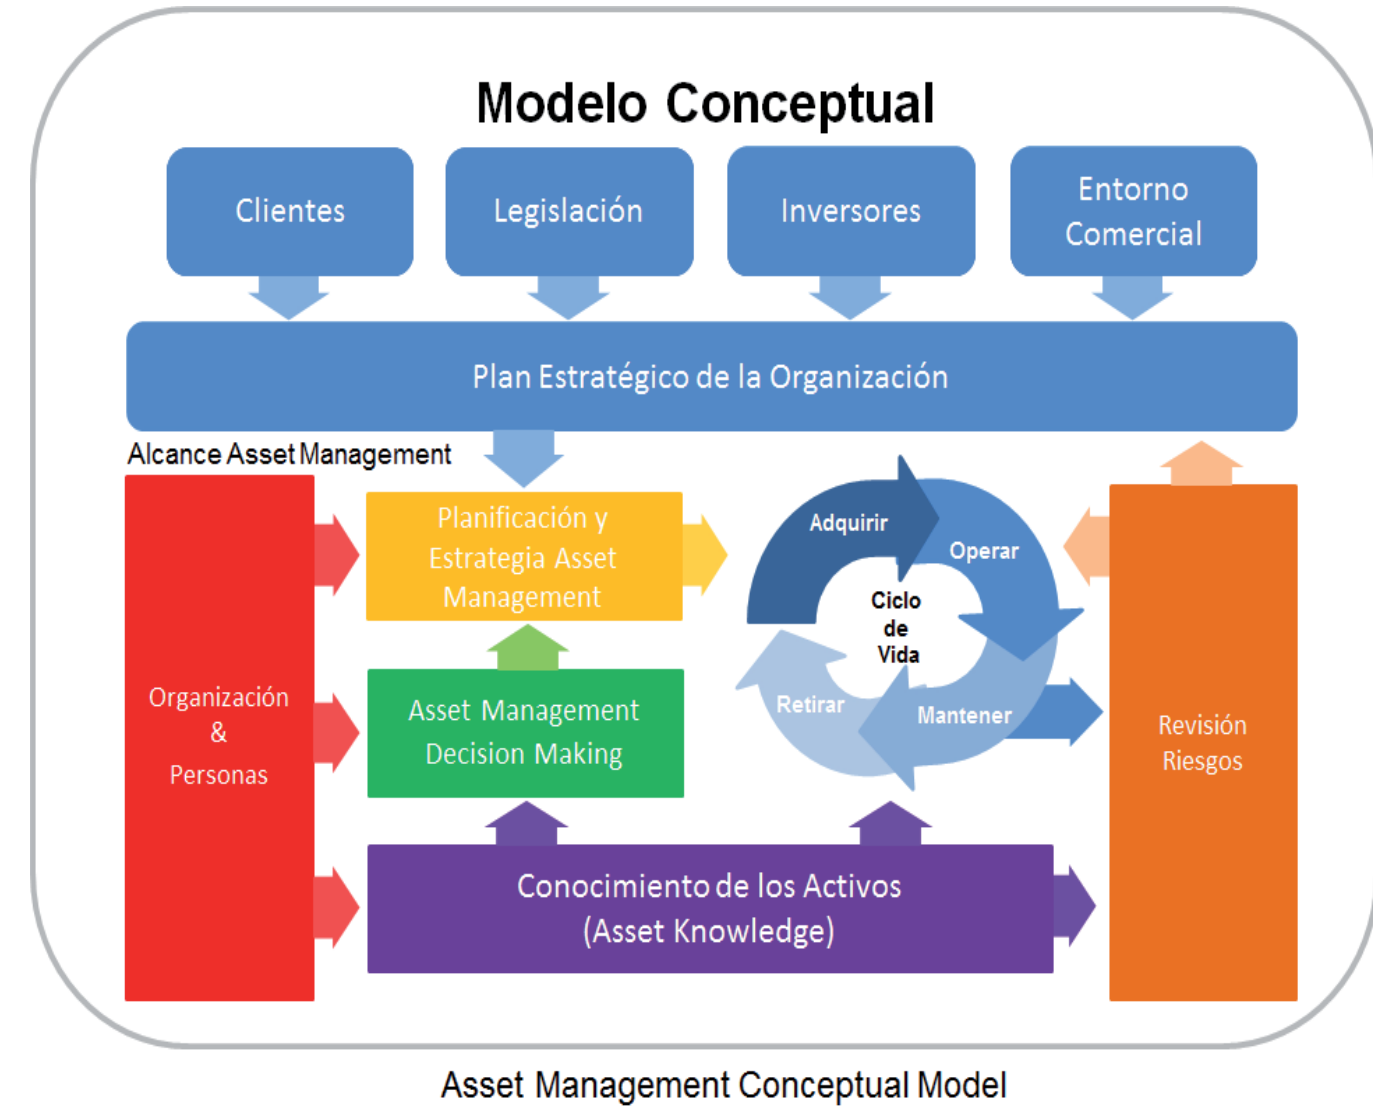 Modelo Conceptual
Clientes
Legislación
Inversores
Entorno
Comercial
Plan Estratégico de la Organización
Alcance Asset Management
Organización
&
Personas
Planificación y
Estrategia Asset
Management
Asset Management
Decision Making
Adquirir
Operar
Ciclo
de
Vida
Retirar
Mantener
Revisión
Riesgos
Conocimiento de los Activos
(Asset Knowledge)
Asset Management Conceptual Model